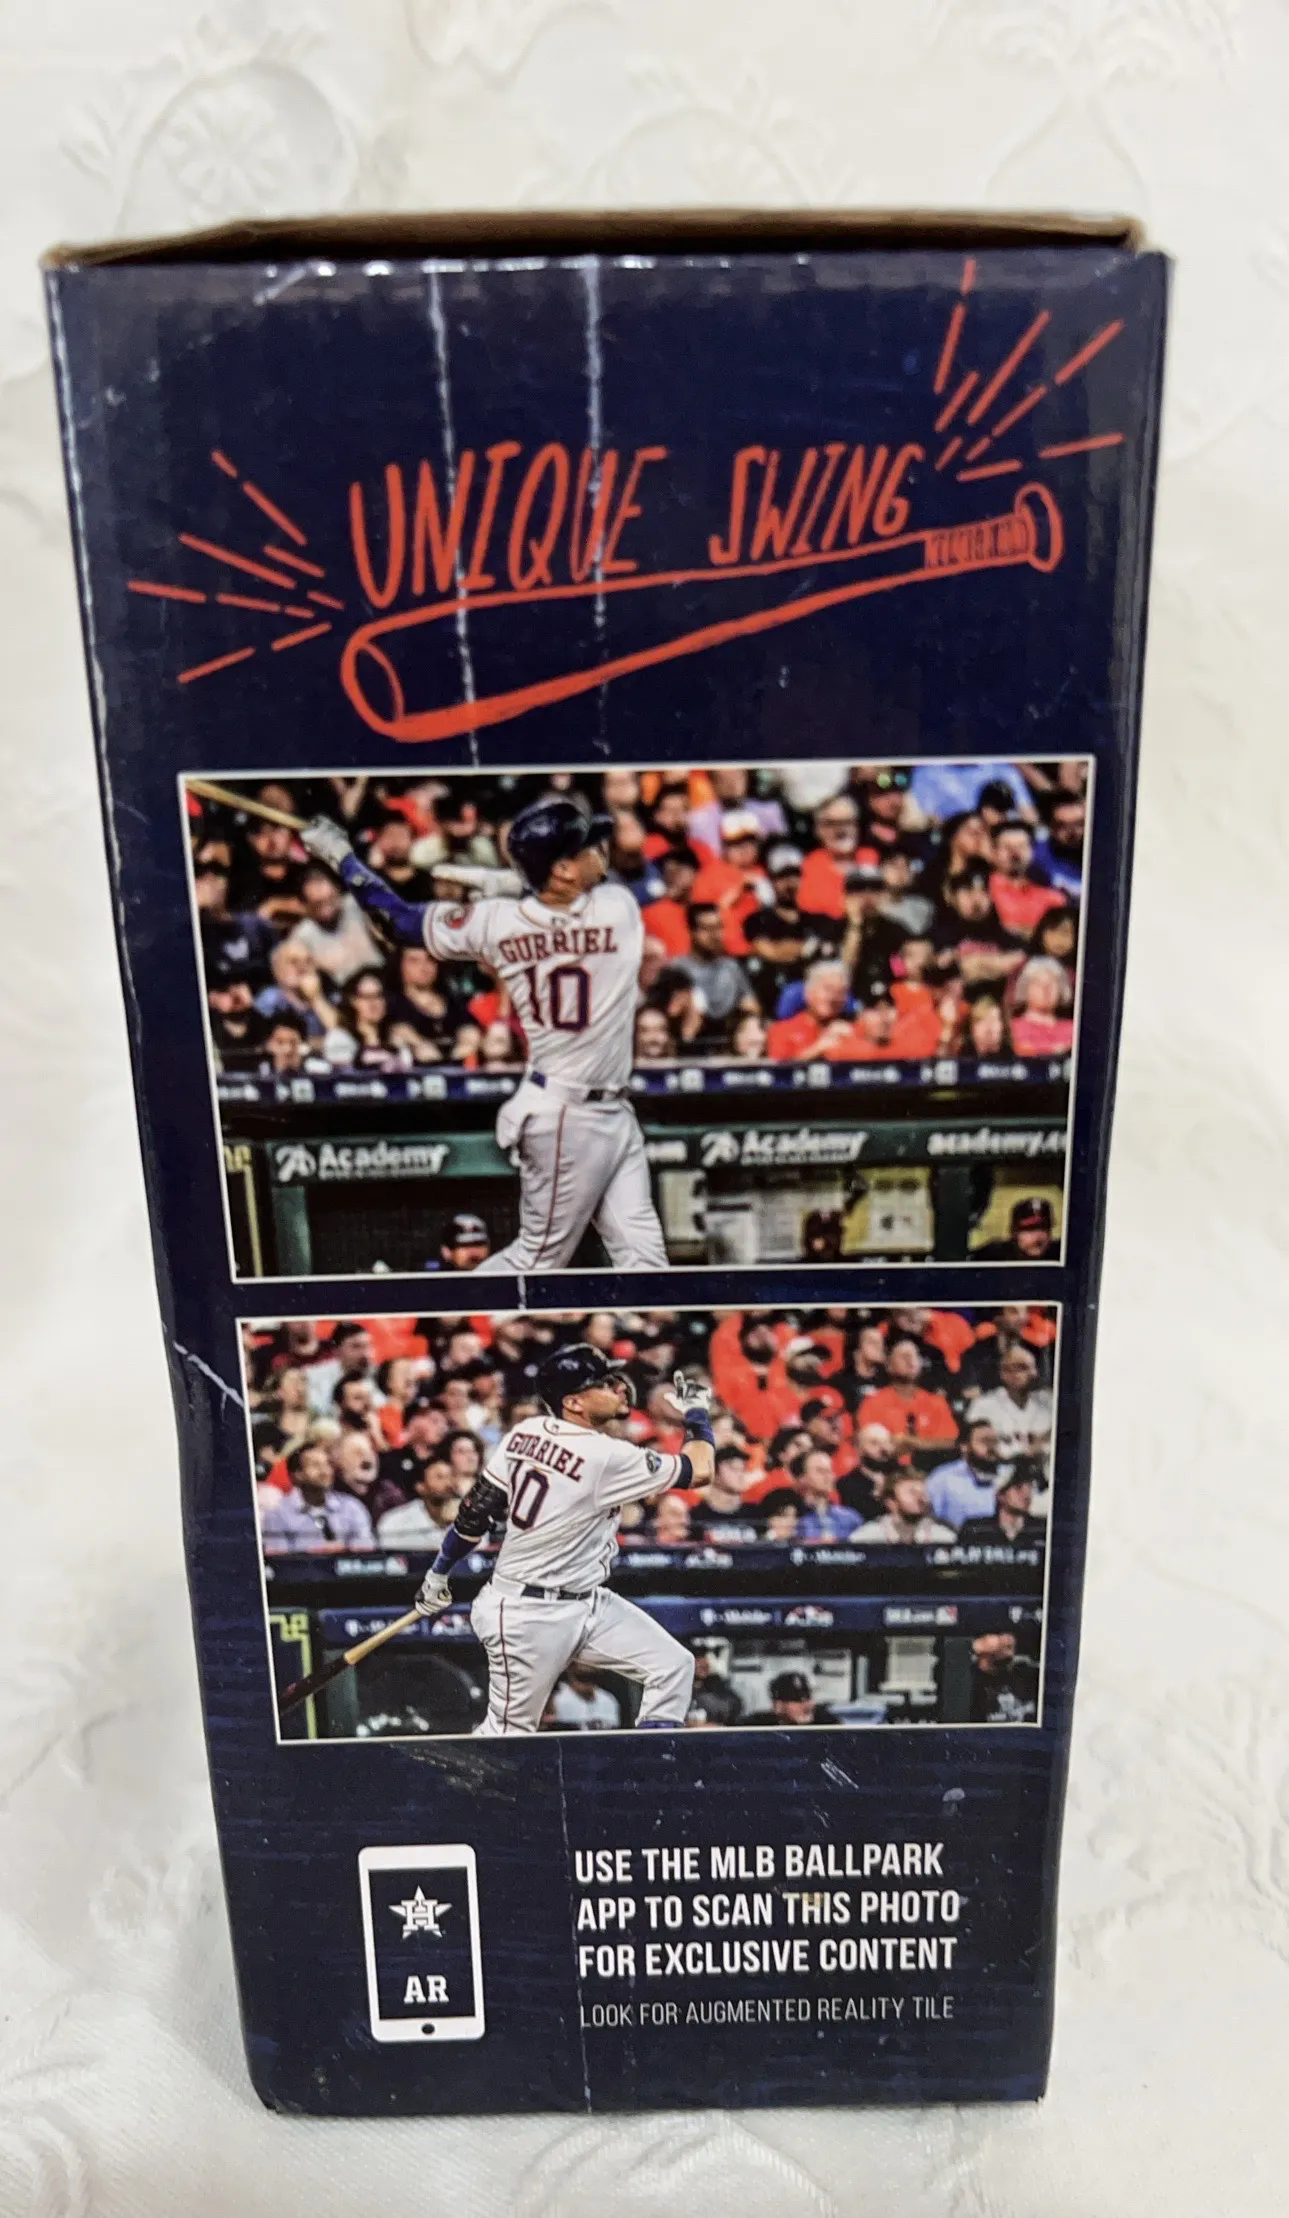 UNIQUE SWING
GURRIEL
10
Academy
Academy
GURRIEL
10
USE THE MLB BALLPARK
APP TO SCAN THIS PHOTO
FOR EXCLUSIVE CONTENT
H
AR
LOOK FOR AUGMENTED REALITY TILE